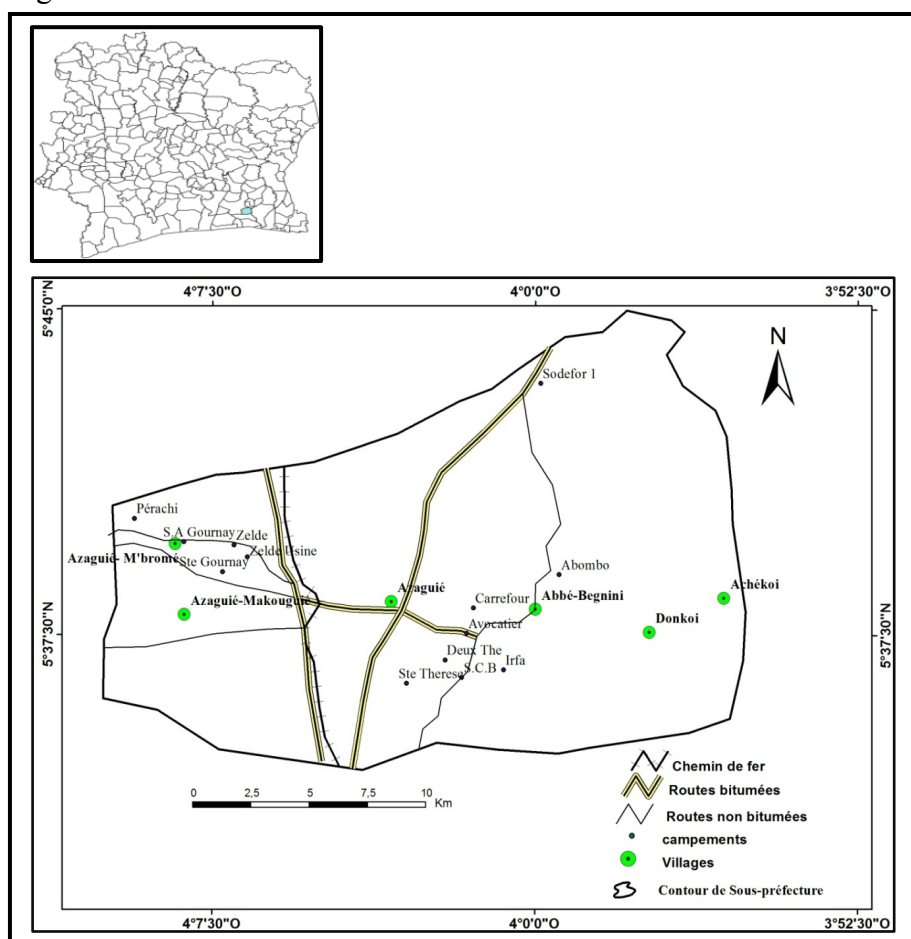 4°7'30"O 4°0'0"O 3°52'30"O
5°45'0"N
N
Sodefor 1
Pérachi
S.A Gournay Zelde
Azaguié- M'bromé Zelde Usine
Ste Gournay
Azaguié-Makouguié
Azaguié
Abombo
Carrefour Abbé-Begnini Achékoi
Avocatier Donkoi
5°37'30"N 5°37'30"N
Deux The
Ste Therese S.C.B Irfa
0 2,5 5 7,5 10
Km
Chemin de fer
Routes bitumées
Routes non bitumées
campements
Villages
Contour de Sous-préfecture
4°7'30"O 4°0'0"O 3°52'30"O